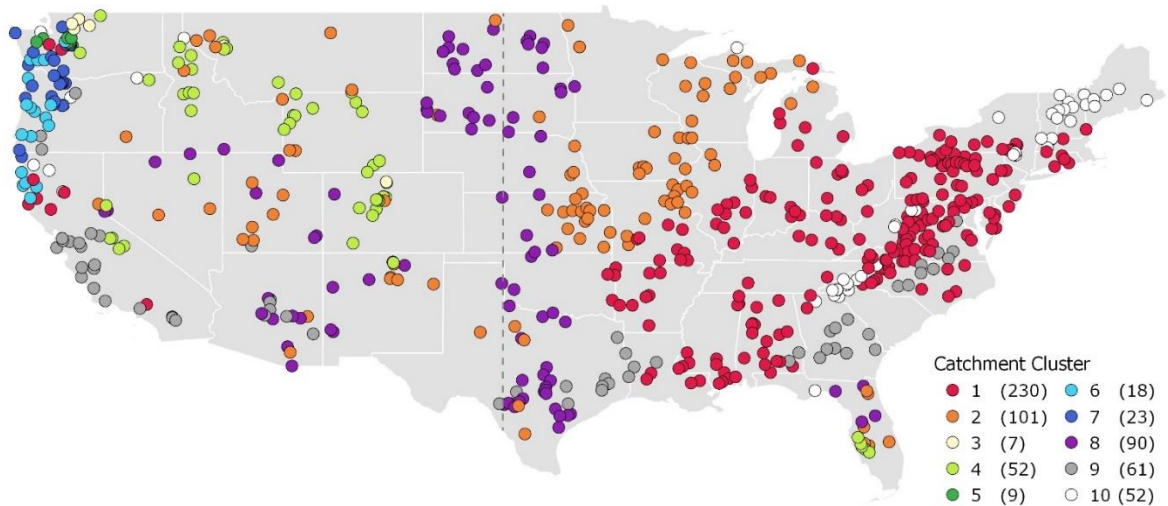 Catchment Cluster
1 (230) 6 (18)
2 (101) 7 (23)
3 (7) 8 (90)
4 (52) 9 (61)
5 (9) 10 (52)